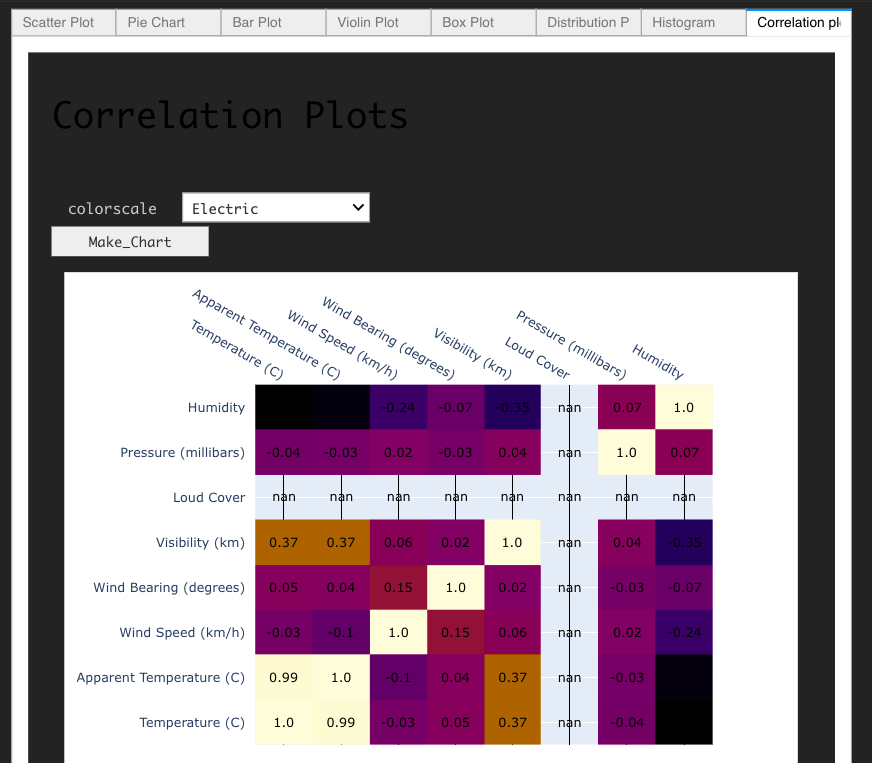 Scatter Plot Pie Chart Bar Plot Violin Plot Box Plot Distribution P Histogram Correlation pl
Correlation Plots
colorscale Electric
Make_Chart
Temperature (C) Apparent Temperature (C) Wind Speed (km/h) Wind Bearing (degrees) Visibility (km) Loud Cover Pressure (millibars) Humidity
Humidity -0.24 -0.07 -0.35 nan 0.07 1.0
Pressure (millibars) -0.04 -0.03 0.02 -0.03 0.04 nan 1.0 0.07
Loud Cover nan nan nan nan nan nan nan nan
Visibility (km) 0.37 0.37 0.06 0.02 1.0 nan 0.04 -0.35
Wind Bearing (degrees) 0.05 0.04 0.15 1.0 0.02 nan -0.03 -0.07
Wind Speed (km/h) -0.03 -0.1 1.0 0.15 0.06 nan 0.02 -0.24
Apparent Temperature (C) 0.99 1.0 -0.1 0.04 0.37 nan -0.03
Temperature (C) 1.0 0.99 -0.03 0.05 0.37 nan -0.04